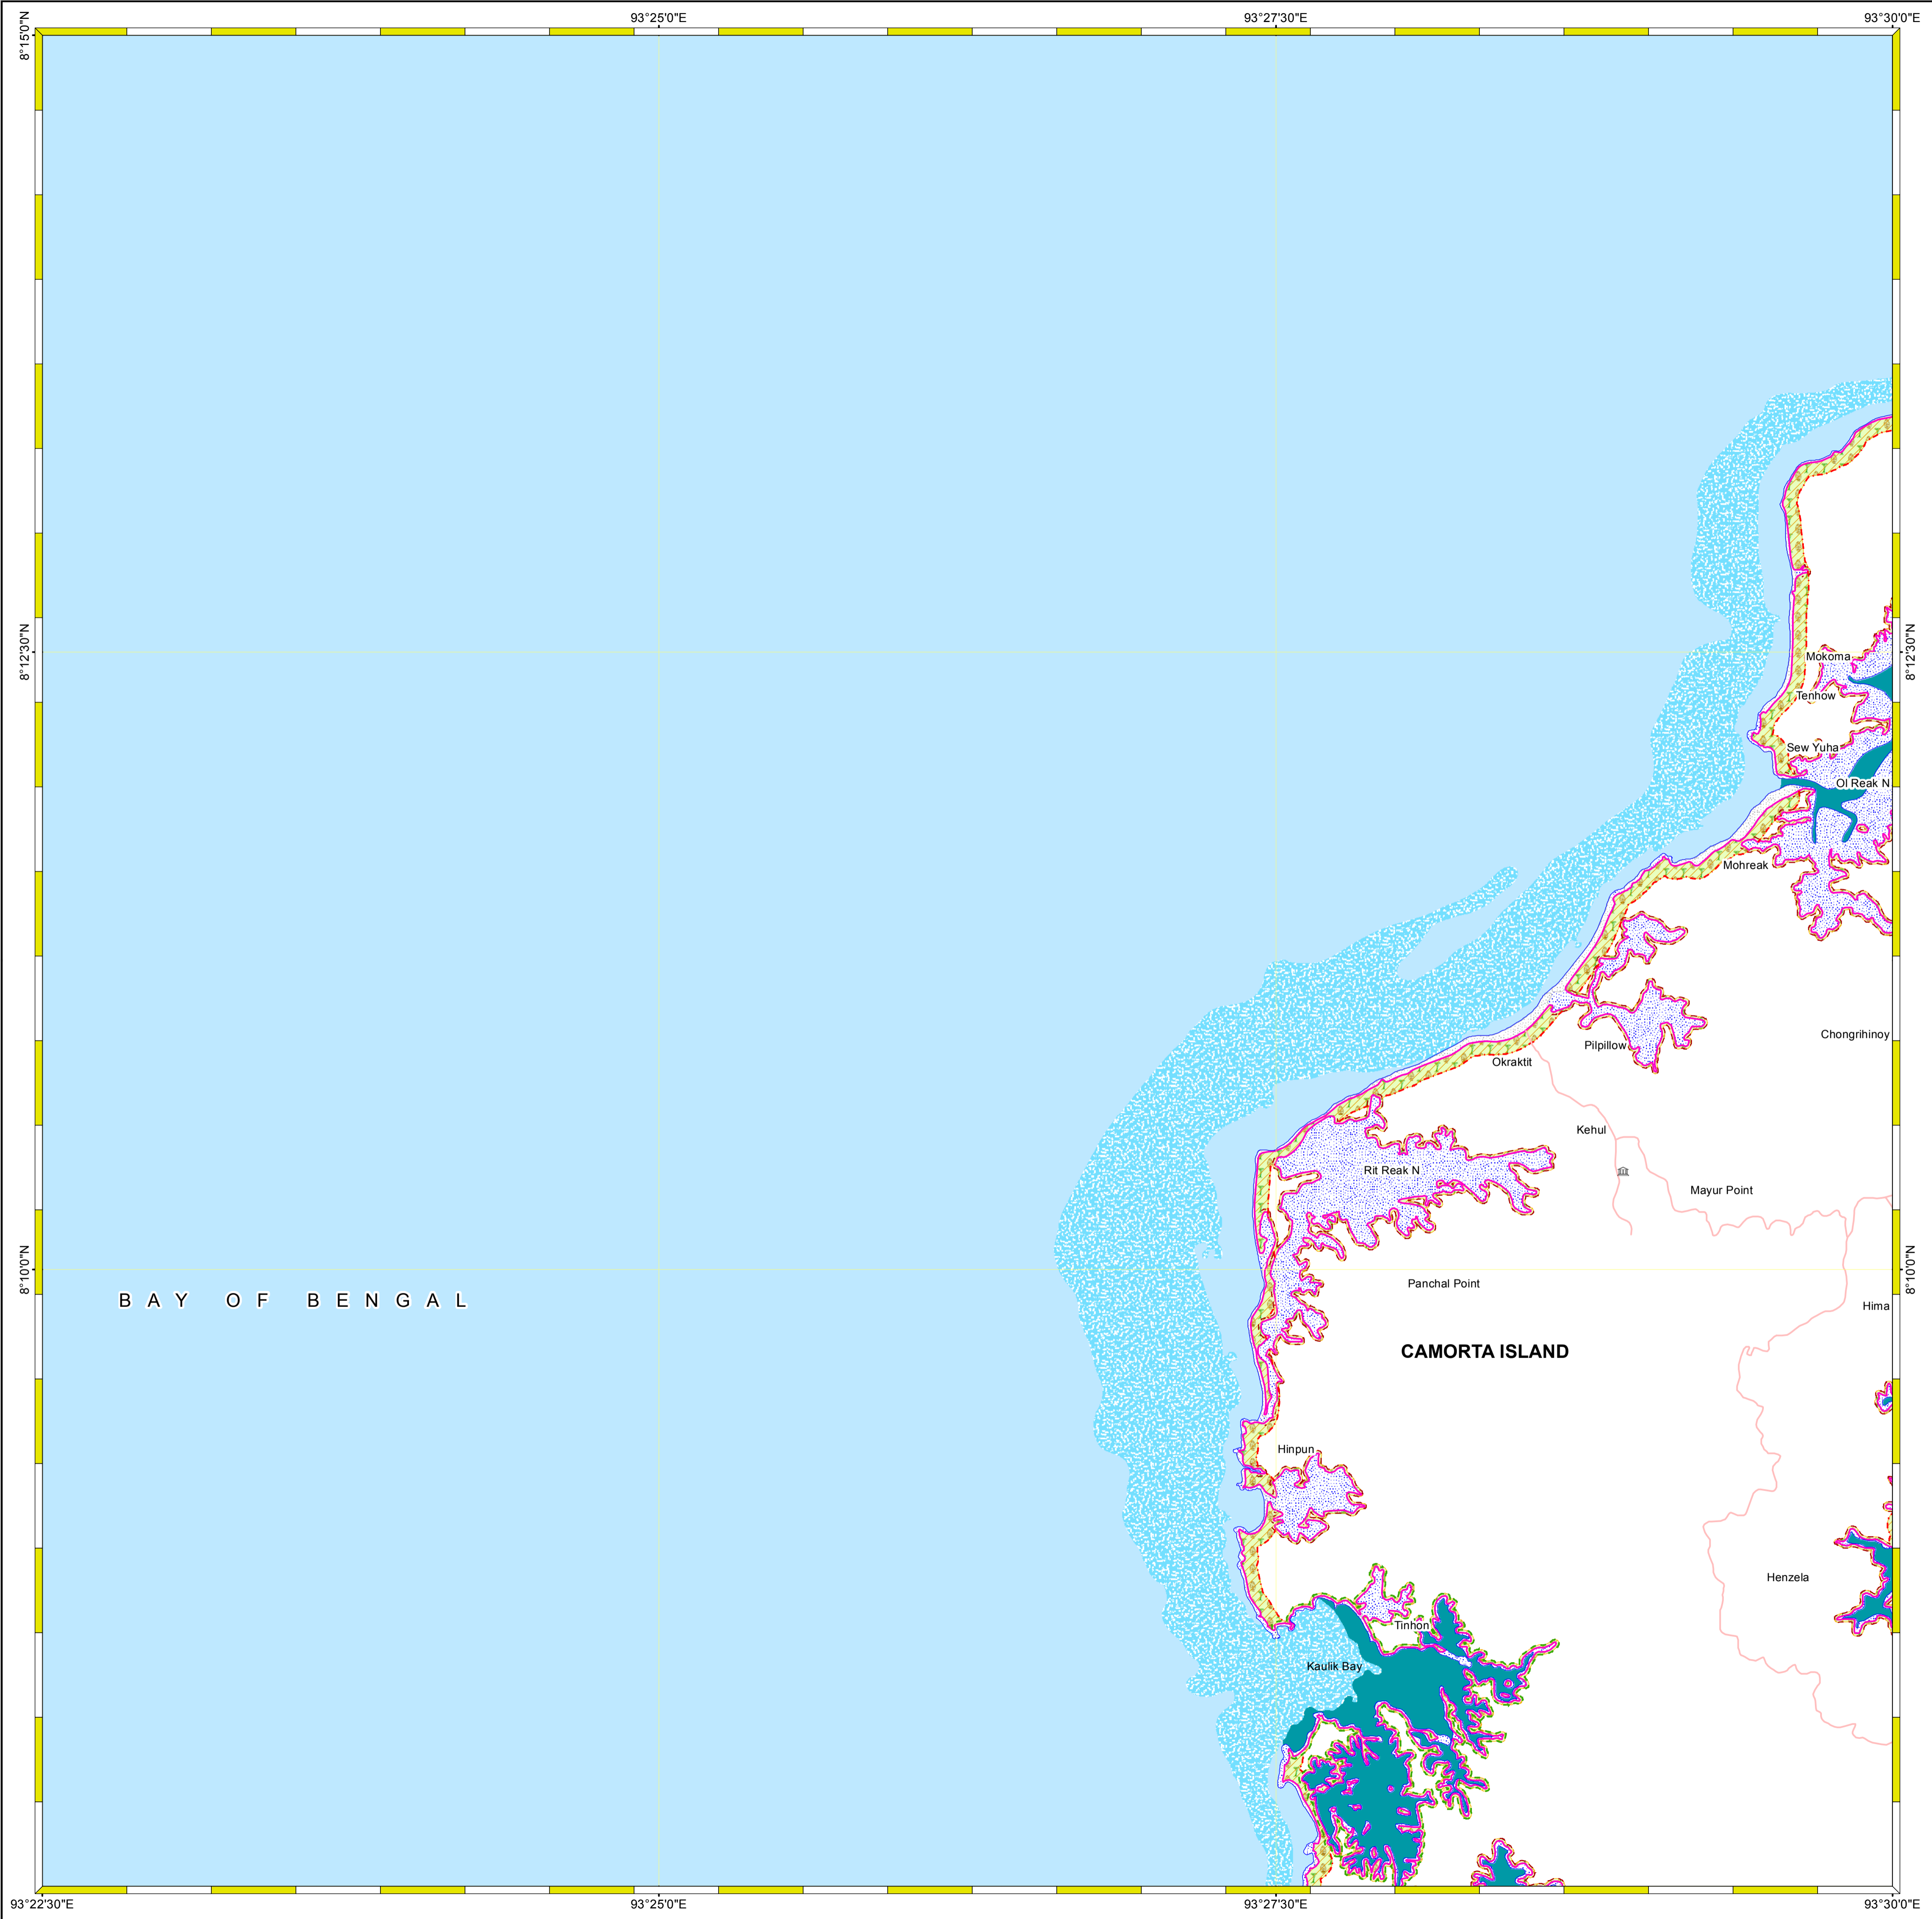 93°25'0"E
93°27'30"E
93°30'0"E
8°15'0"N
8°12'30"N
8°12'30"N
Mokoma
Tenhow
Sew Yuha
Ol Reak N
Mohreak
Chongrihinoy
Pilpillow
Okraktit
Kehul
Rit Reak N
Mayur Point
8°10'0"N
8°10'0"N
Panchal Point
BAY OF BENGAL
Hima
CAMORTA ISLAND
Hinpun
Henzela
Tinhon
Kaulik Bay
93°22'30"E
93°25'0"E
93°27'30"E
93°30'0"E